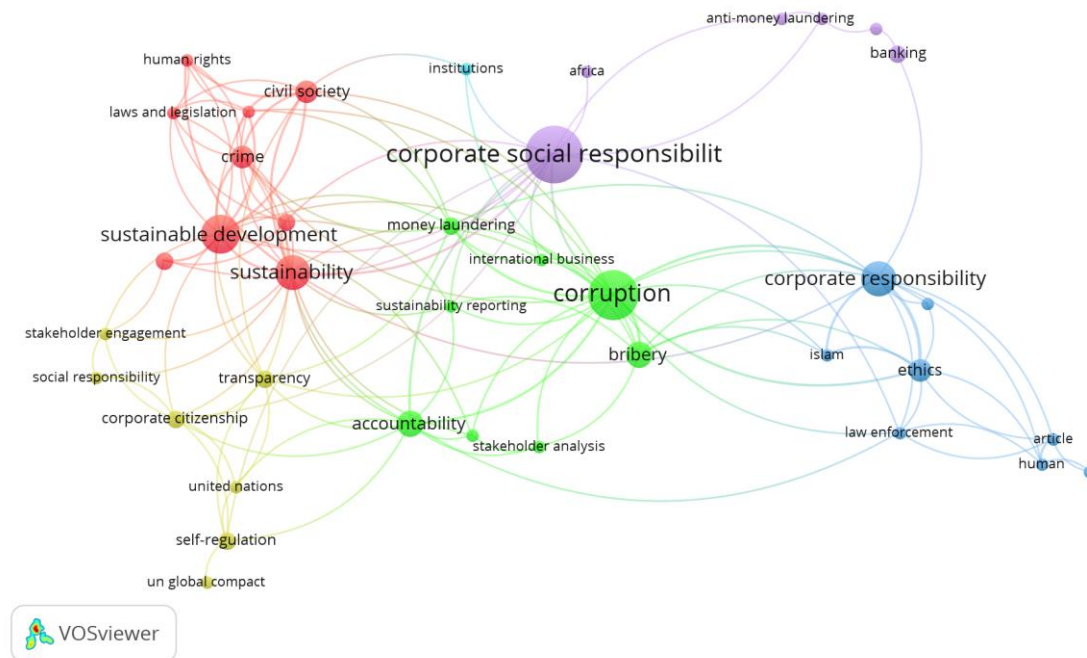 anti-money laundering
banking
human rights
institutions
africa
civil society
laws and legislation
corporate social responsibilit
crime
money laundering
sustainable development
international business
sustainability
corporate responsibility
corruption
sustainability reporting
stakeholder engagement
bribery
islam
social responsibility
transparency
ethics
corporate citizenship
accountability
law enforcement
stakeholder analysis
article
human
united nations
self-regulation
un global compact
VOSviewer